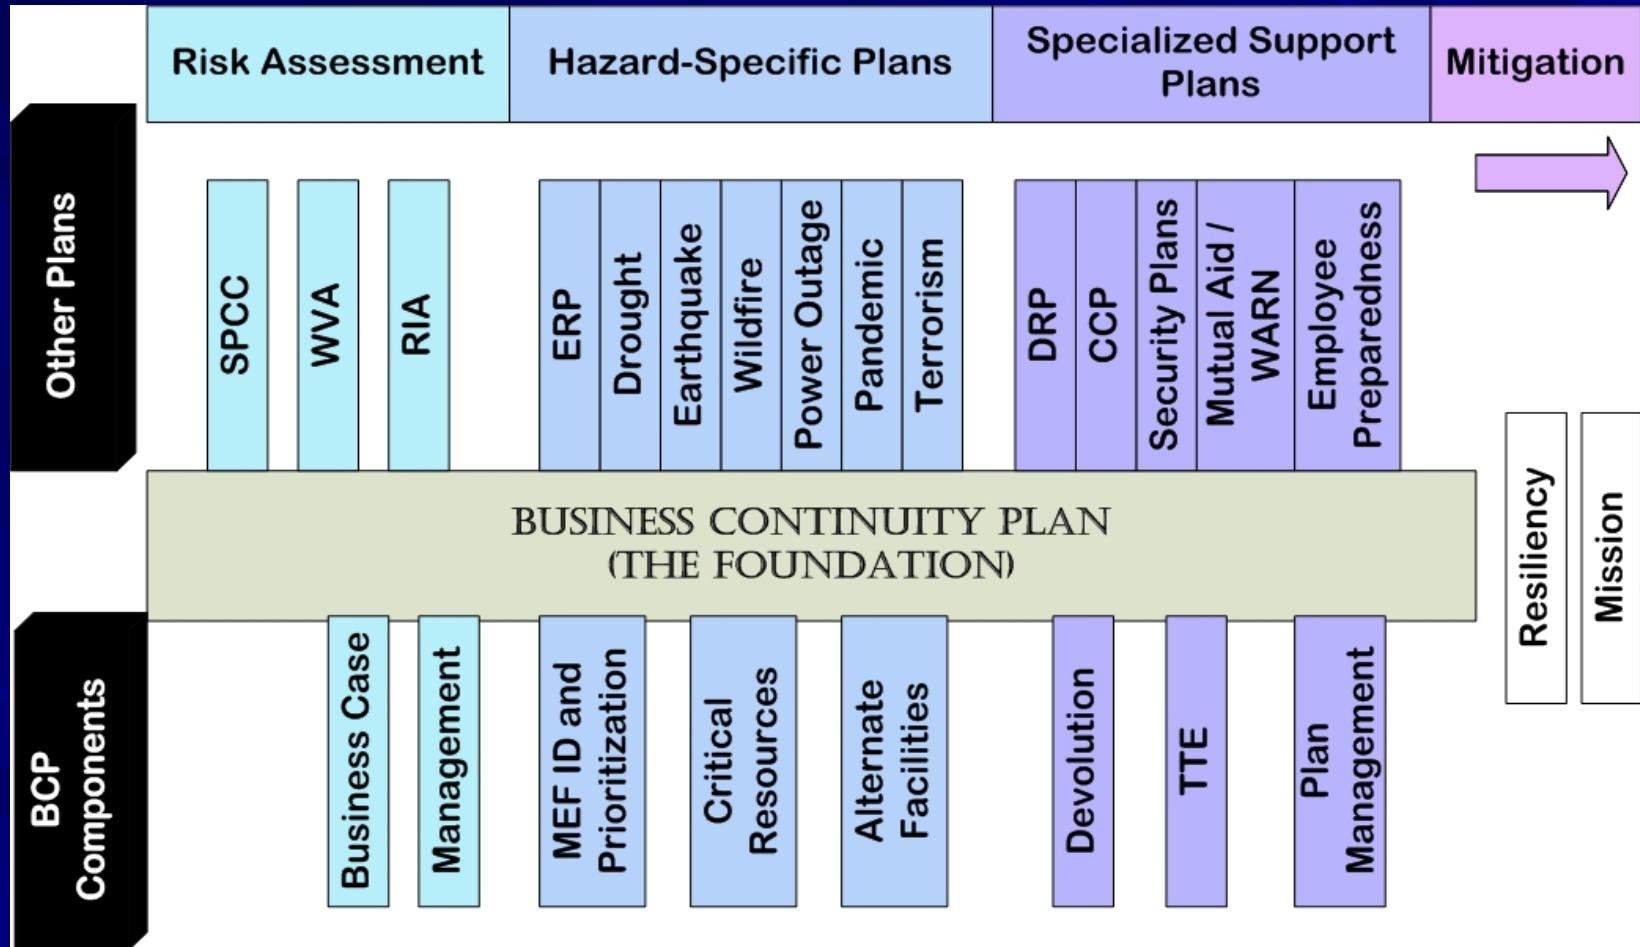 Risk Assessment
Hazard-Specific Plans
Specialized Support
Plans
Mitigation
Other Plans
SPCC
WVA
RIA
ERP
Drought
Earthquake
Wildfire
Power Outage
Pandemic
Terrorism
DRP
CCP
Security Plans
Mutual Aid /
WARN
Employee
Preparedness
BUSINESS CONTINUITY PLAN
(THE FOUNDATION)
Resiliency
Mission
BCP
Components
Business Case
Management
MEF ID and
Prioritization
Critical
Resources
Alternate
Facilities
Devolution
TTE
Plan
Management